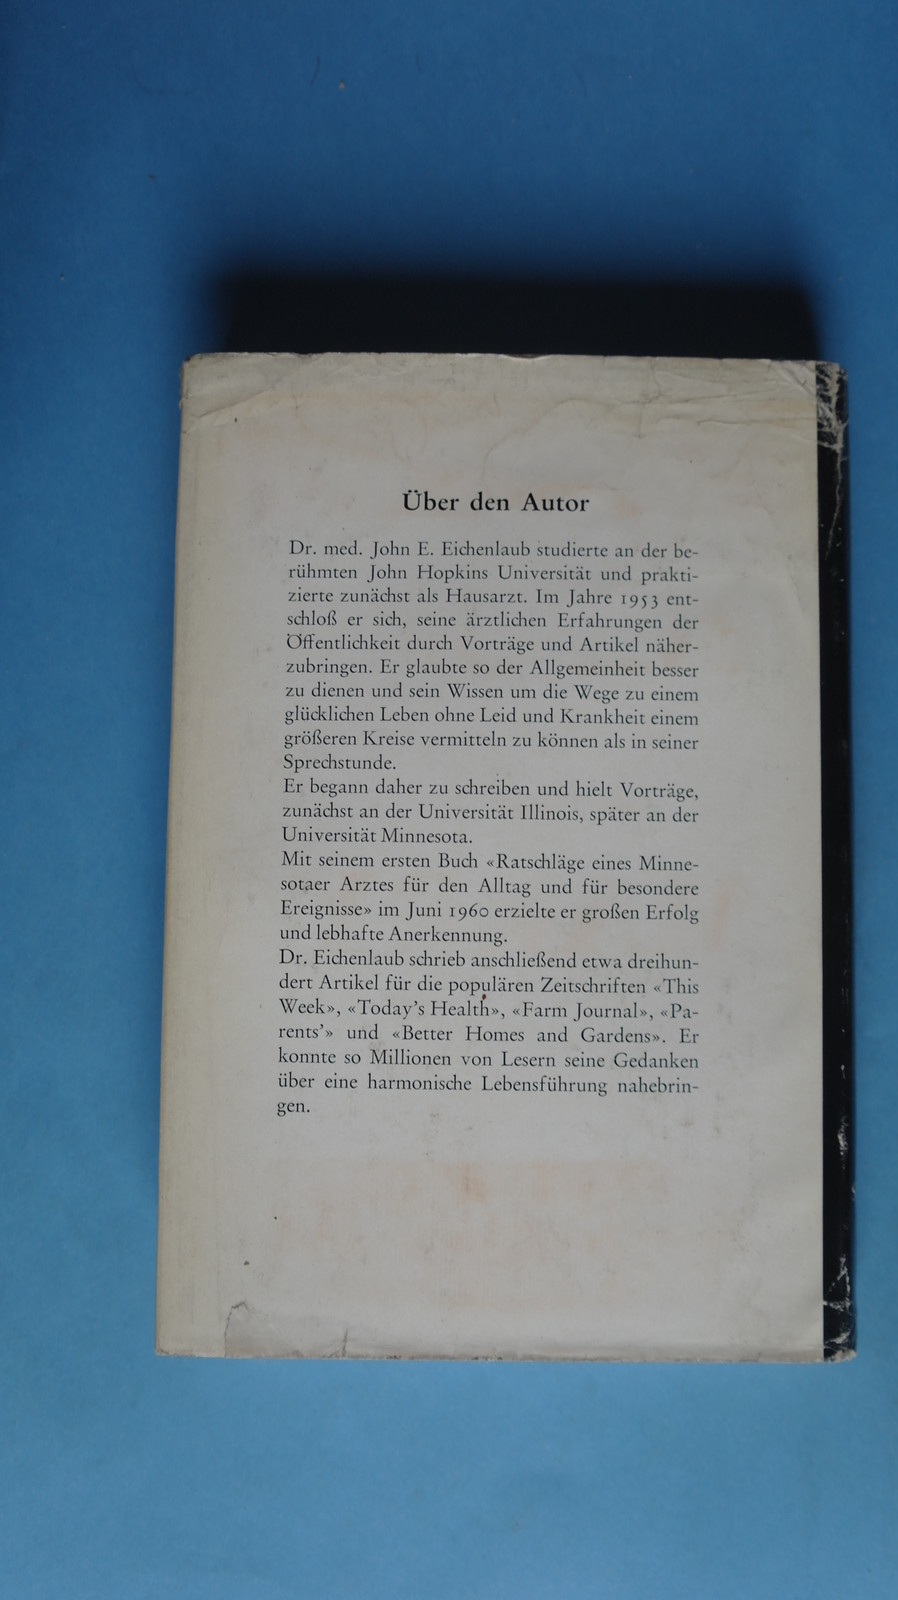 Über den Autor
Dr. med. John E. Eichenlaub studierte an der be-
rühmten John Hopkins Universität und prakti-
zierte zunächst als Hausarzt. Im Jahre 1953 ent-
schloß er sich, seine ärztlichen Erfahrungen der
Öffentlichkeit durch Vorträge und Artikel näher-
zubringen. Er glaubte so der Allgemeinheit besser
zu dienen und sein Wissen um die Wege zu einem
glücklichen Leben ohne Leid und Krankheit einem
größeren Kreise vermitteln zu können als in seiner
Sprechstunde.
Er begann daher zu schreiben und hielt Vorträge,
zunächst an der Universität Illinois, später an der
Universität Minnesota.
Mit seinem ersten Buch «Ratschläge eines Minne-
sotaer Arztes für den Alltag und für besondere
Ereignisse» im Juni 1960 erzielte er großen Erfolg
und lebhafte Anerkennung.
Dr. Eichenlaub schrieb anschließend etwa dreihun-
dert Artikel für die populären Zeitschriften «This
Week», «Today's Health», «Farm Journal», «Pa-
rents'» und «Better Homes and Gardens». Er
konnte so Millionen von Lesern seine Gedanken
über eine harmonische Lebensführung nahebrin-
gen.